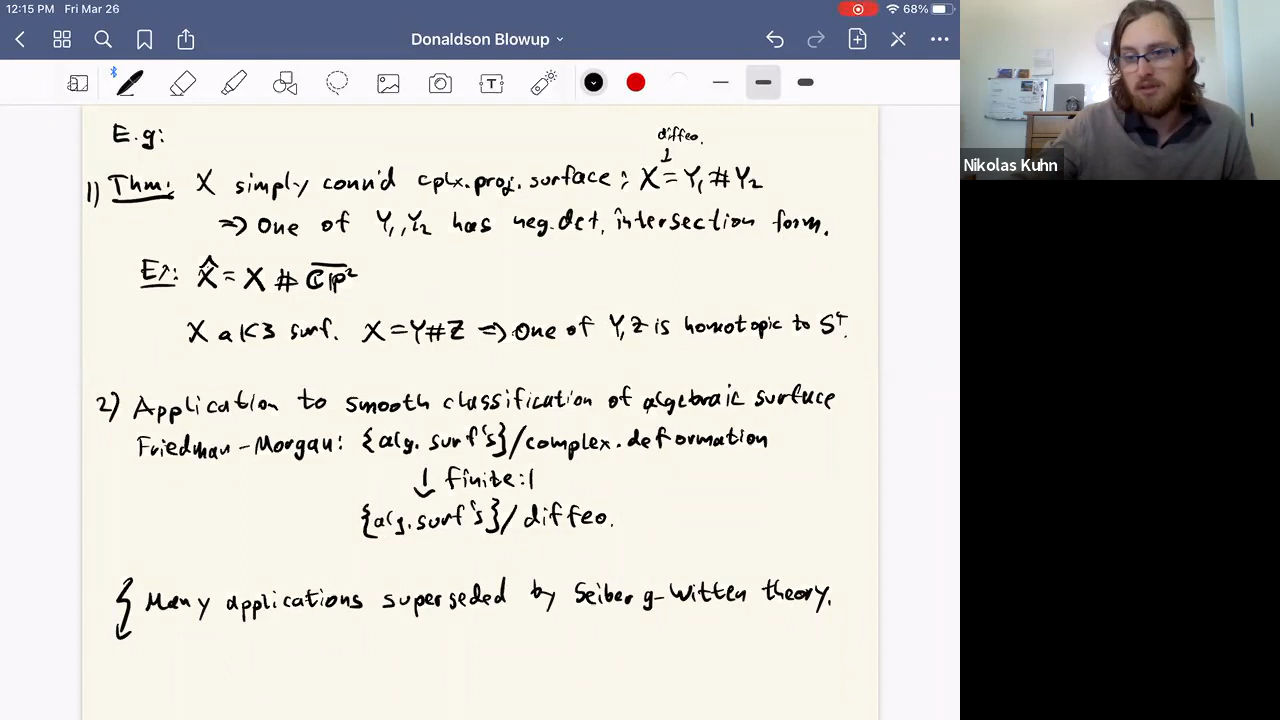 12:15 PM Fri Mar 26
68%
Donaldson Blowup
E.g:
diffeo.
1) Thm: X simply conn'd cplx.proj. surface; X = Y₁ # Y₂
⇒ One of Y₁, Y₂ has neg. det. intersection form.
Ex: X̂ = X # \overline{ℂℙ²}
X a K3 surf. X = Y # Z ⇒ One of Y, Z is homotopic to S⁴.
2) Application to smooth classification of algebraic surface
Friedman-Morgan: {alg. surf's}/complex.deformation
↓ finite:1
{alg. surf's}/diffeo.
Many applications superseded by Seiberg-Witten theory.
Nikolas Kuhn